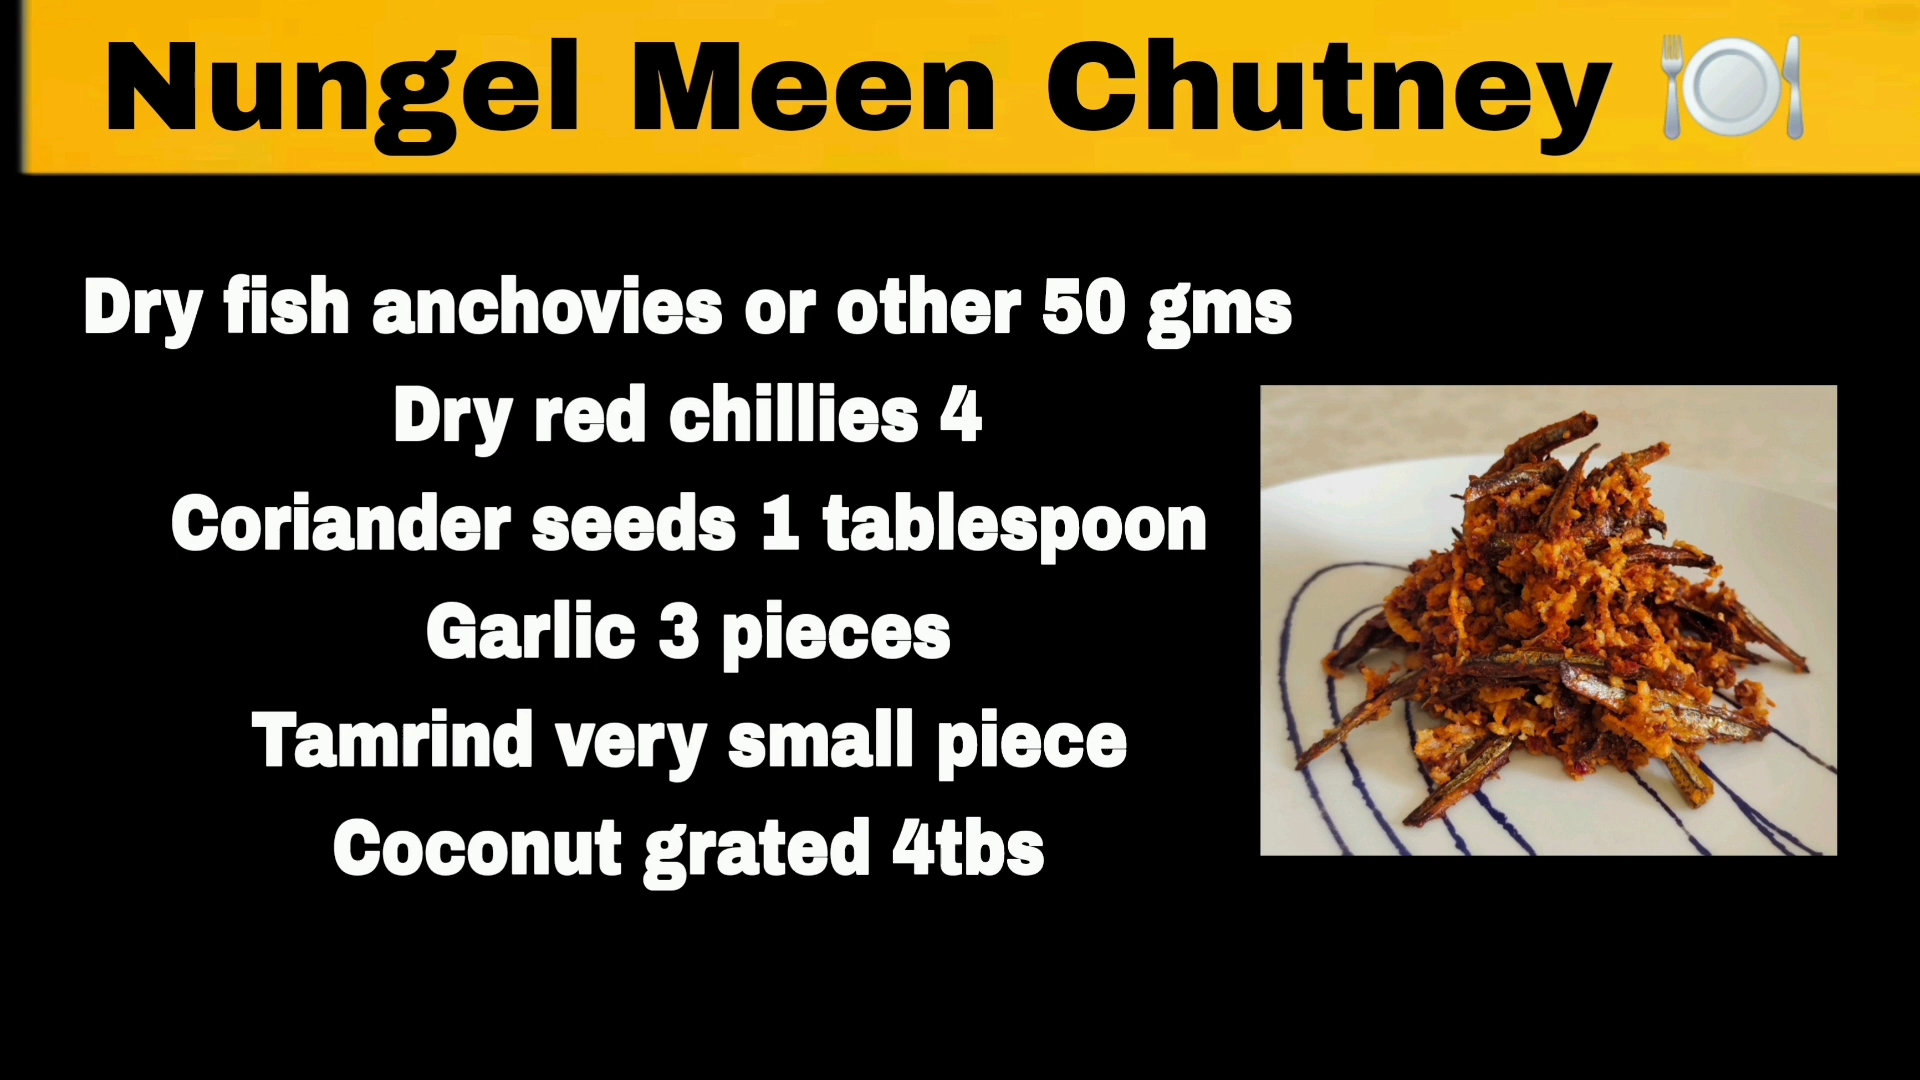 Nungel Meen Chutney 🍽️
Dry fish anchovies or other 50 gms
Dry red chillies 4
Coriander seeds 1 tablespoon
Garlic 3 pieces
Tamrind very small piece
Coconut grated 4tbs